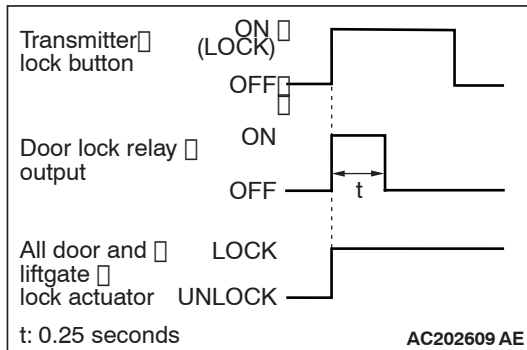 Transmitter
lock button
ON
(LOCK)
OFF
Door lock relay
output
ON
OFF
t
All door and
liftgate
lock actuator
LOCK
UNLOCK
t: 0.25 seconds
AC202609 AE